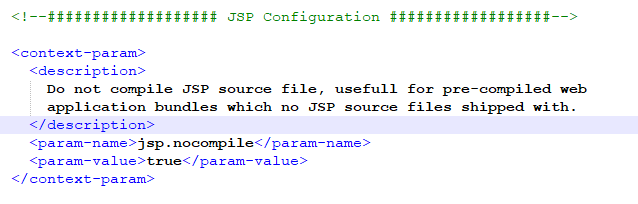 <!--################### JSP Configuration ##################-->
<context-param>
<description>
Do not compile JSP source file, usefull for pre-compiled web
application bundles which no JSP source files shipped with.
</description>
<param-name>jsp.nocompile</param-name>
<param-value>true</param-value>
</context-param>